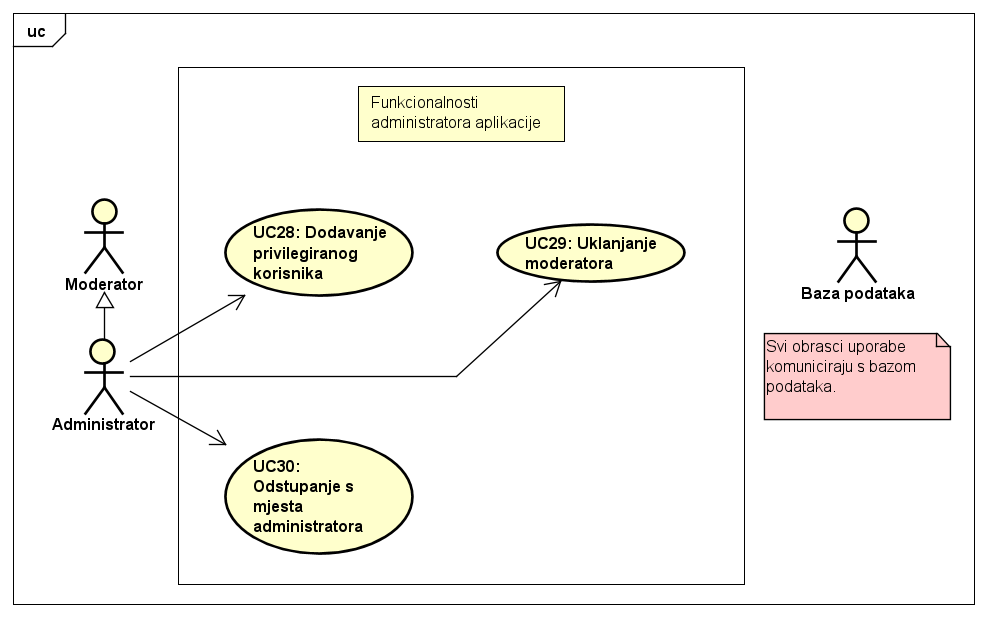 uc
Funkcionalnosti
administratora aplikacije
UC28: Dodavanje
privilegiranog
korisnika
UC29: Uklanjanje
moderatora
Moderator
Baza podataka
Svi obrasci uporabe
komuniciraju s bazom
podataka.
Administrator
UC30:
Odstupanje s
mjesta
administratora